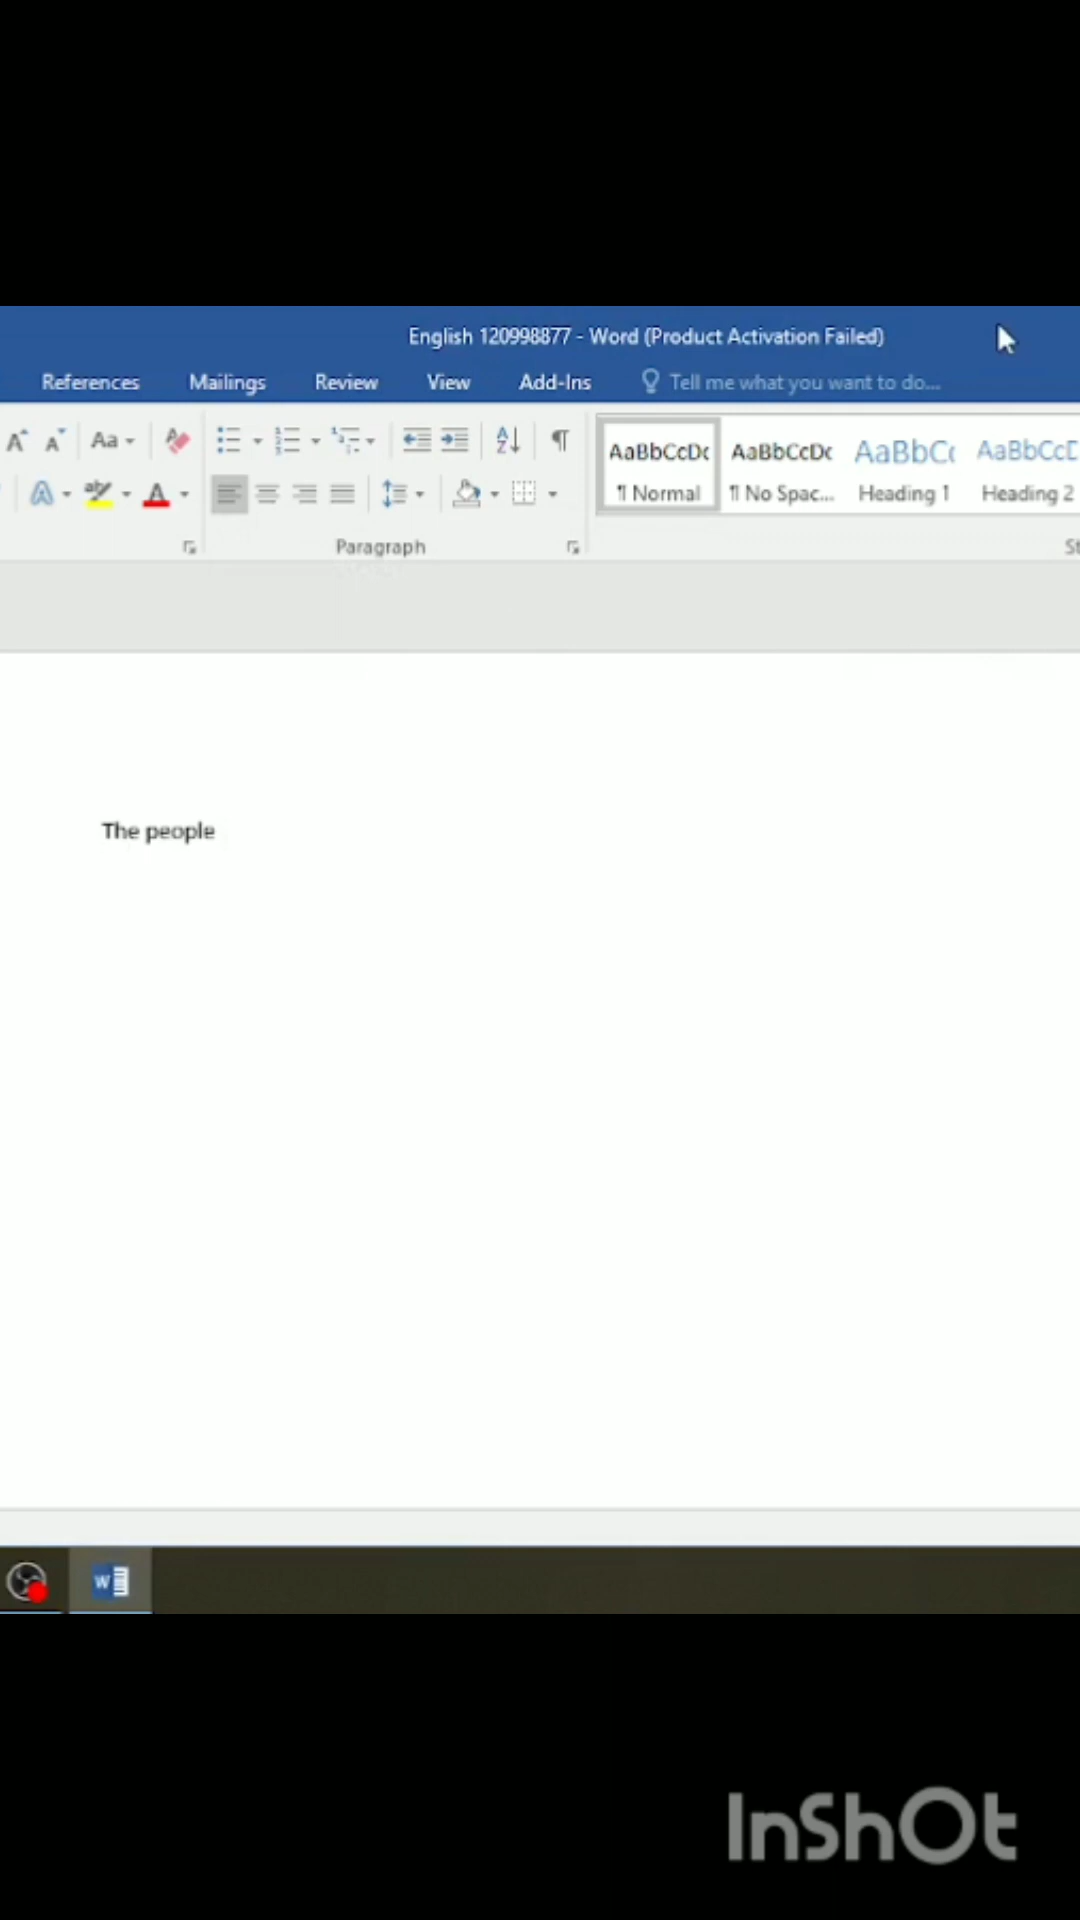 English 120998877 - Word (Product Activation Failed)
References Mailings Review View Add-Ins Tell me what you want to do...
AaBbCcDc AaBbCcDc AaBbCc AaBbCcD
¶ Normal ¶ No Spac... Heading 1 Heading 2
Paragraph
The people
InShOt